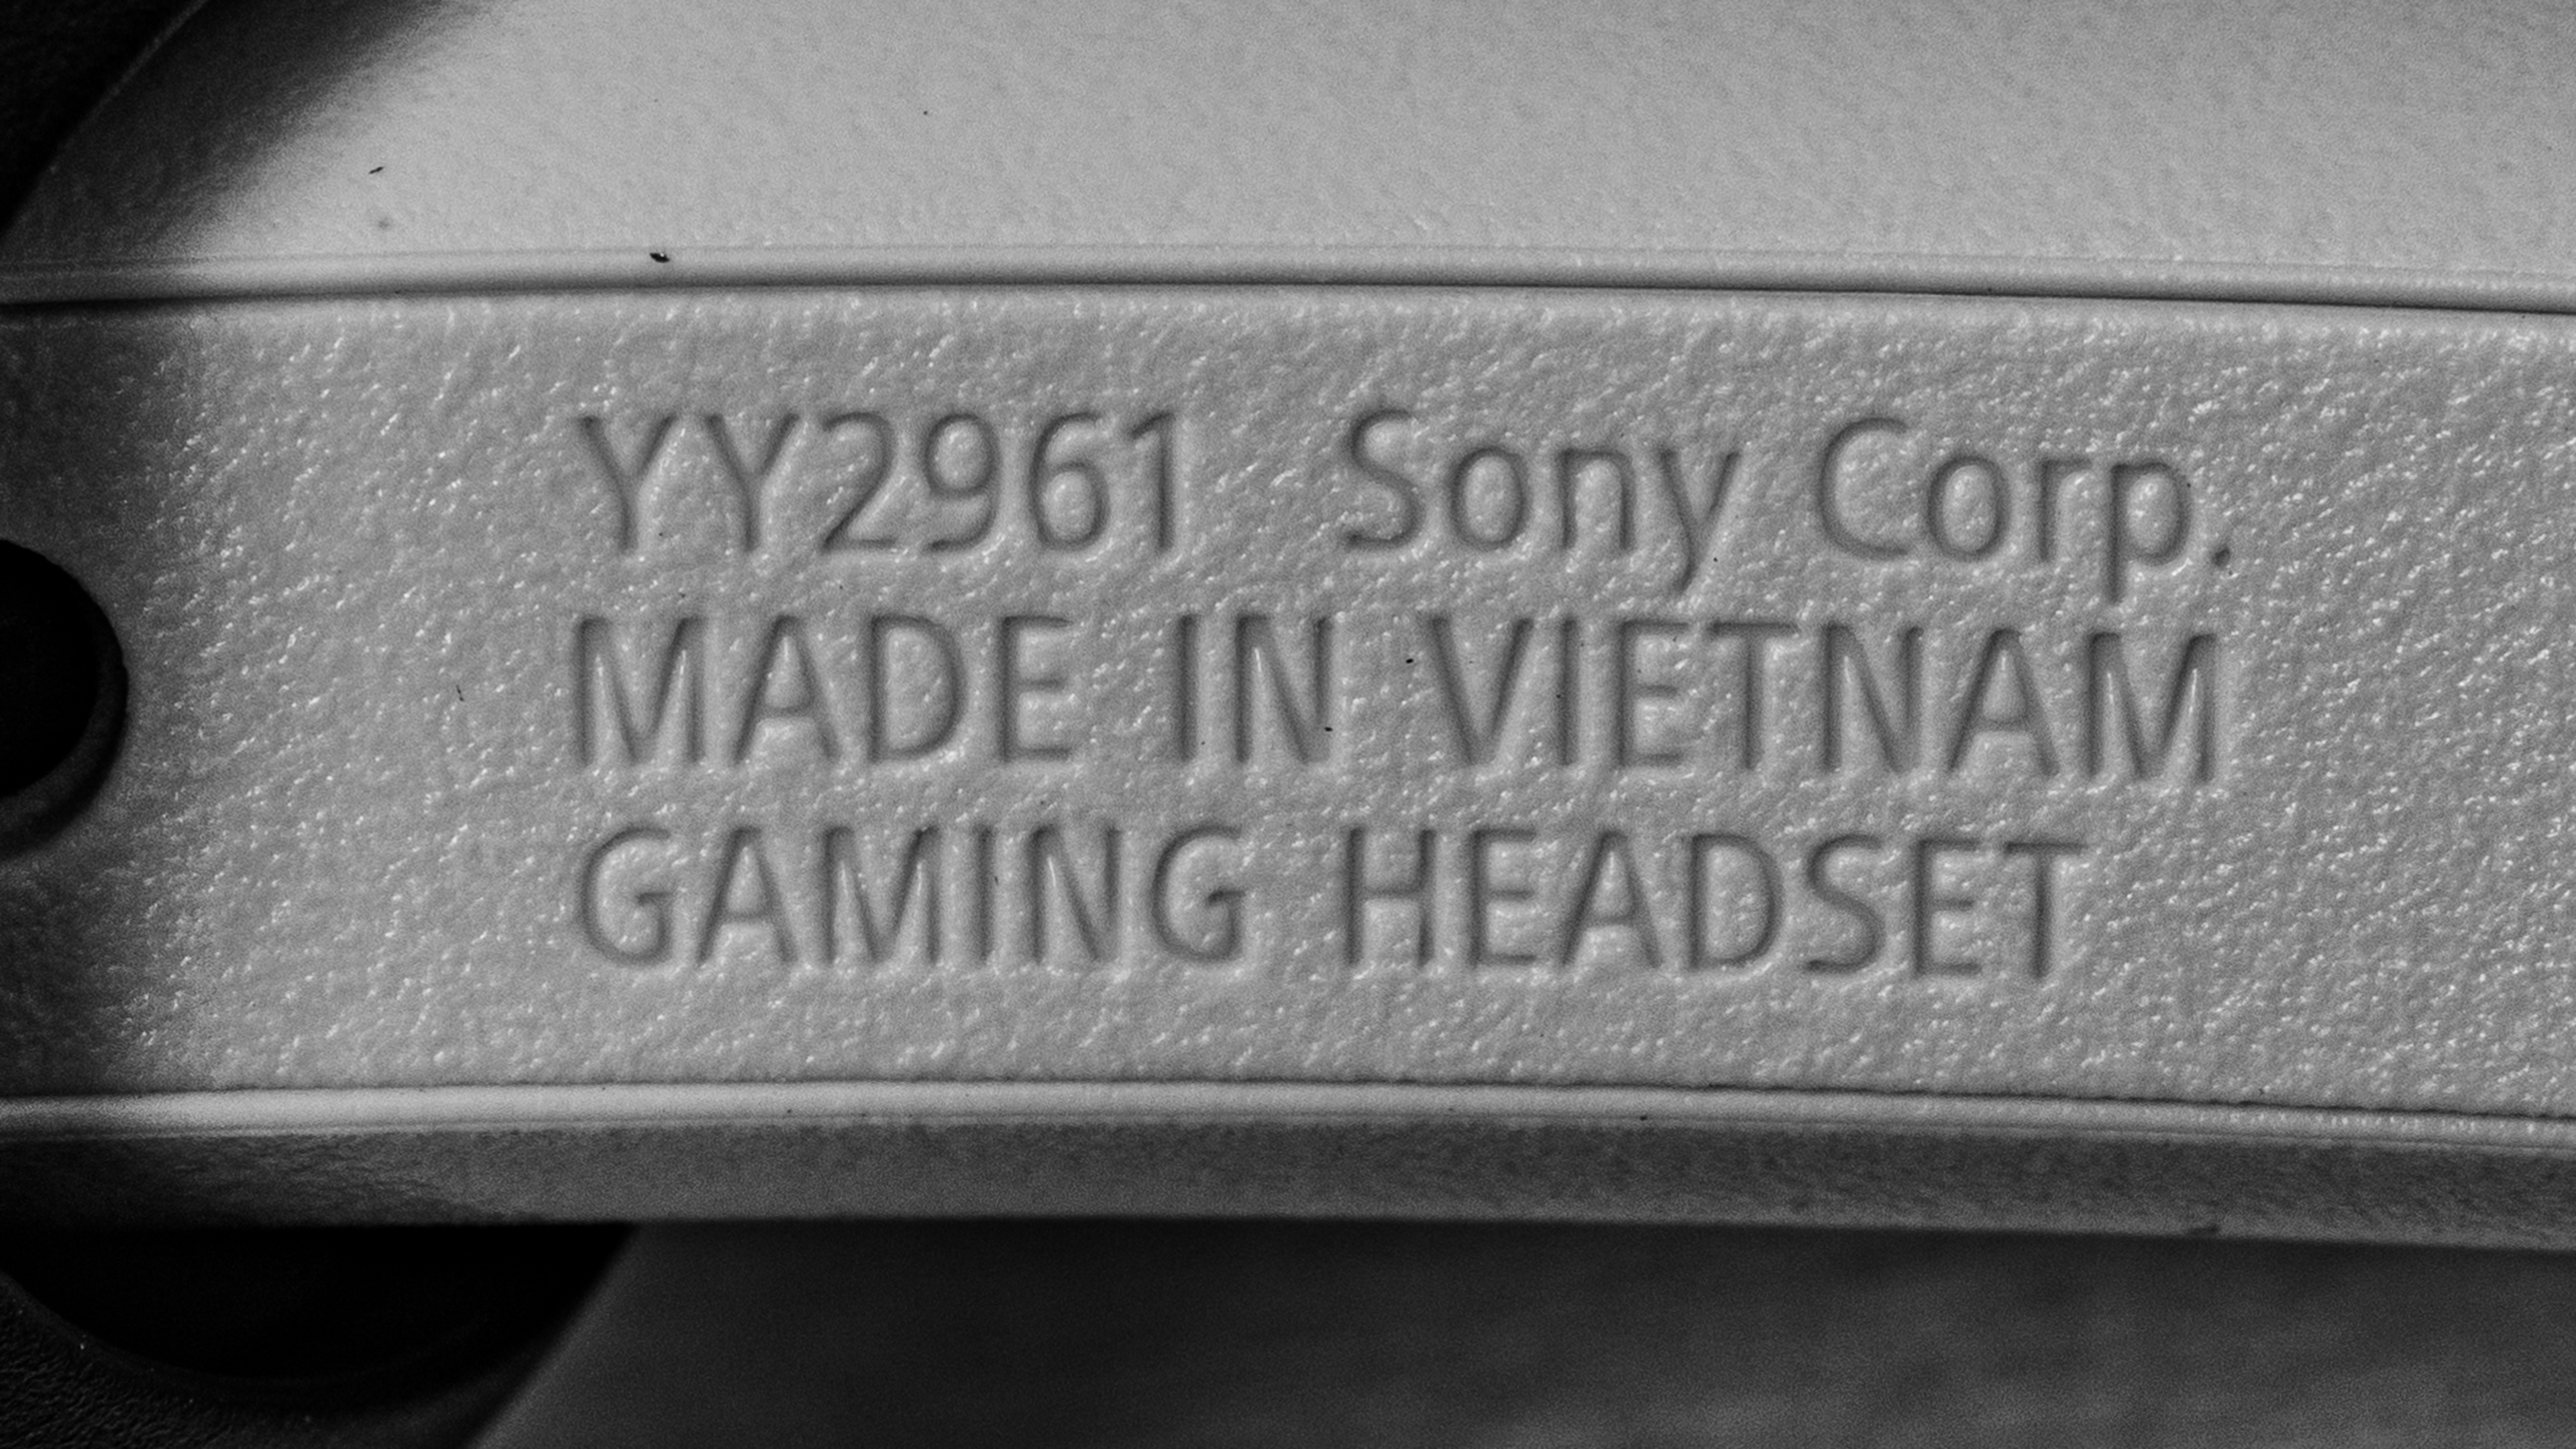 YY2961 Sony Corp.
MADE IN VIETNAM
GAMING HEADSET